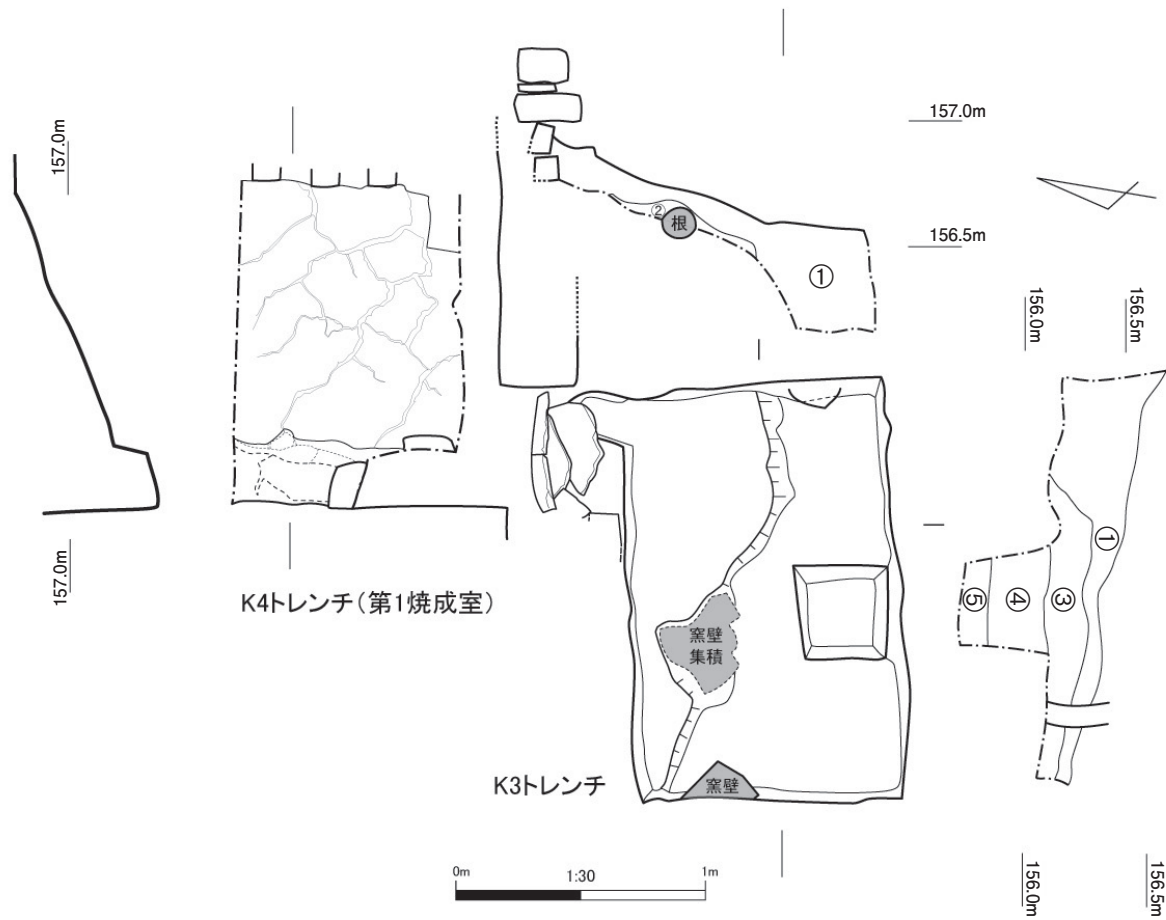 157.0m
157.0m
156.5m
②
根
①
156.0m
156.5m
157.0m
K4トレンチ(第1焼成室)
①
③
④
⑤
窯壁
集積
K3トレンチ
窯壁
0m
1:30
1m
156.0m
156.5m